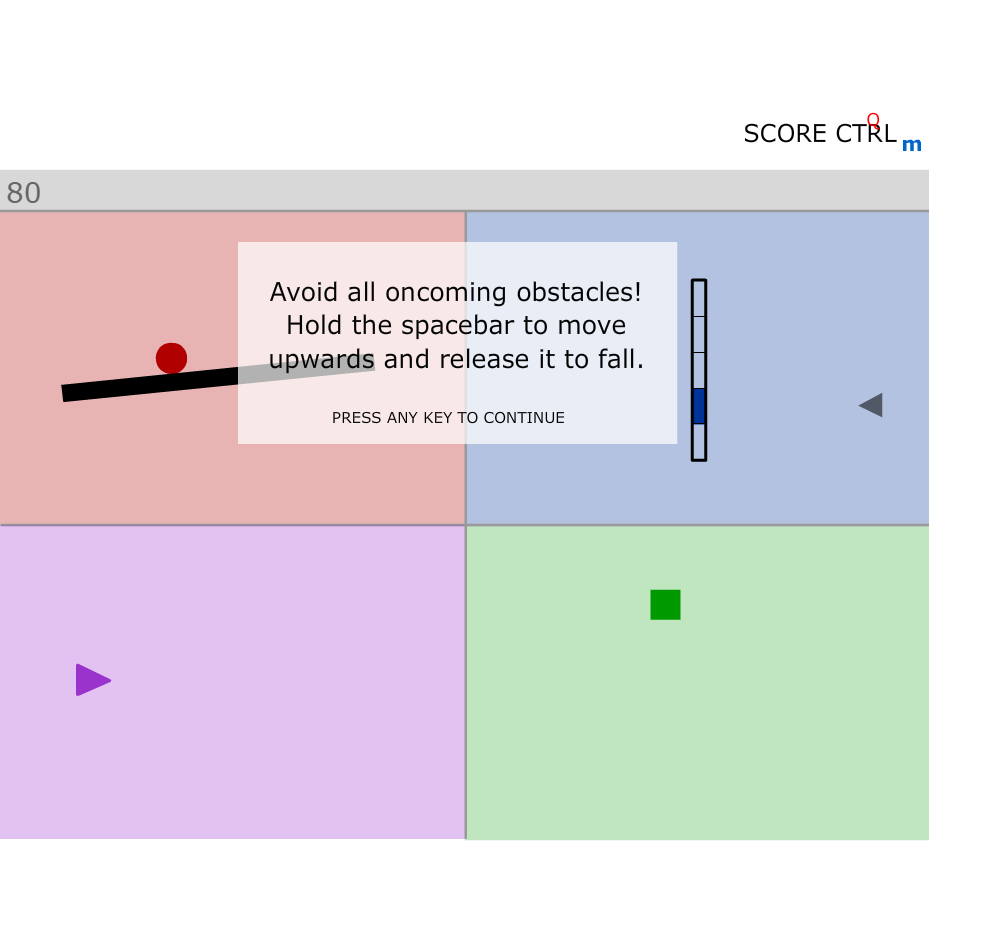 SCORE CTRL
Q
m
80
Avoid all oncoming obstacles!
Hold the spacebar to move
upwards and release it to fall.
PRESS ANY KEY TO CONTINUE